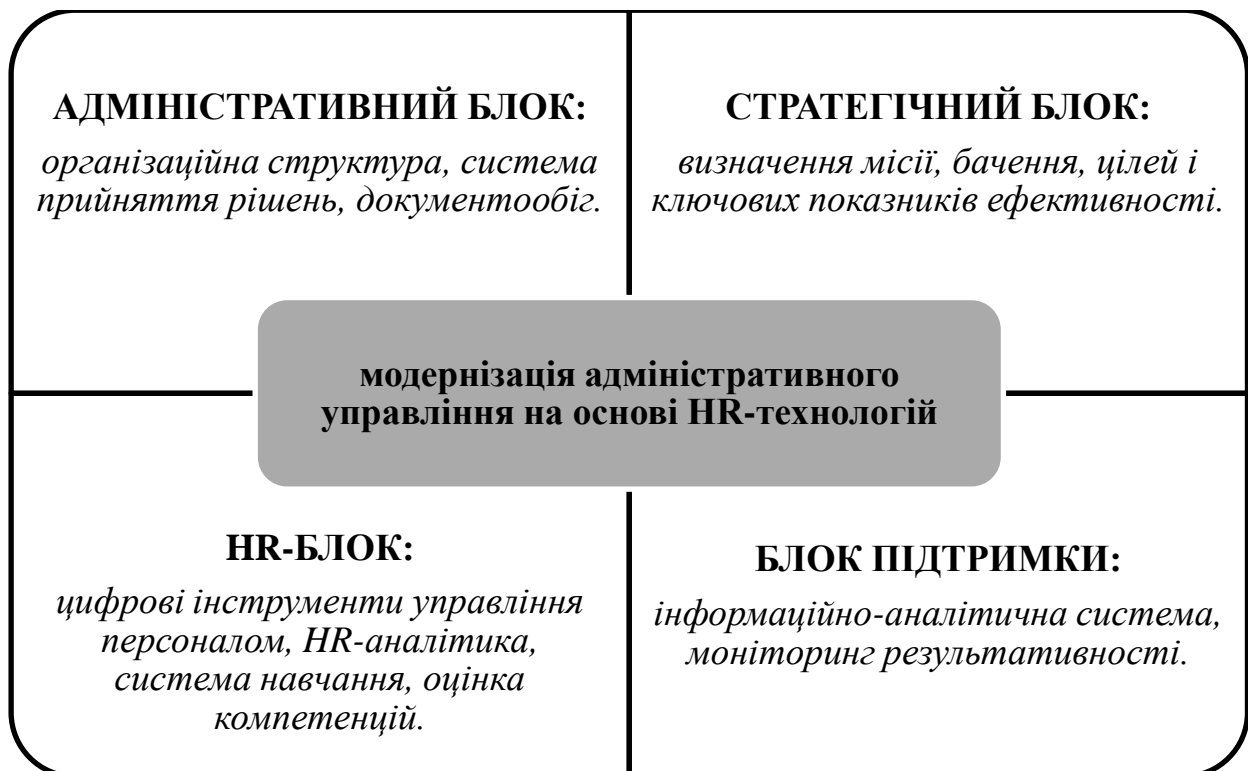 АДМІНІСТРАТИВНИЙ БЛОК:
організаційна структура, система
прийняття рішень, документообіг.
СТРАТЕГІЧНИЙ БЛОК:
визначення місії, бачення, цілей і
ключових показників ефективності.
модернізація адміністративного
управління на основі HR-технологій
HR-БЛОК:
цифрові інструменти управління
персоналом, HR-аналітика,
система навчання, оцінка
компетенцій.
БЛОК ПІДТРИМКИ:
інформаційно-аналітична система,
моніторинг результативності.